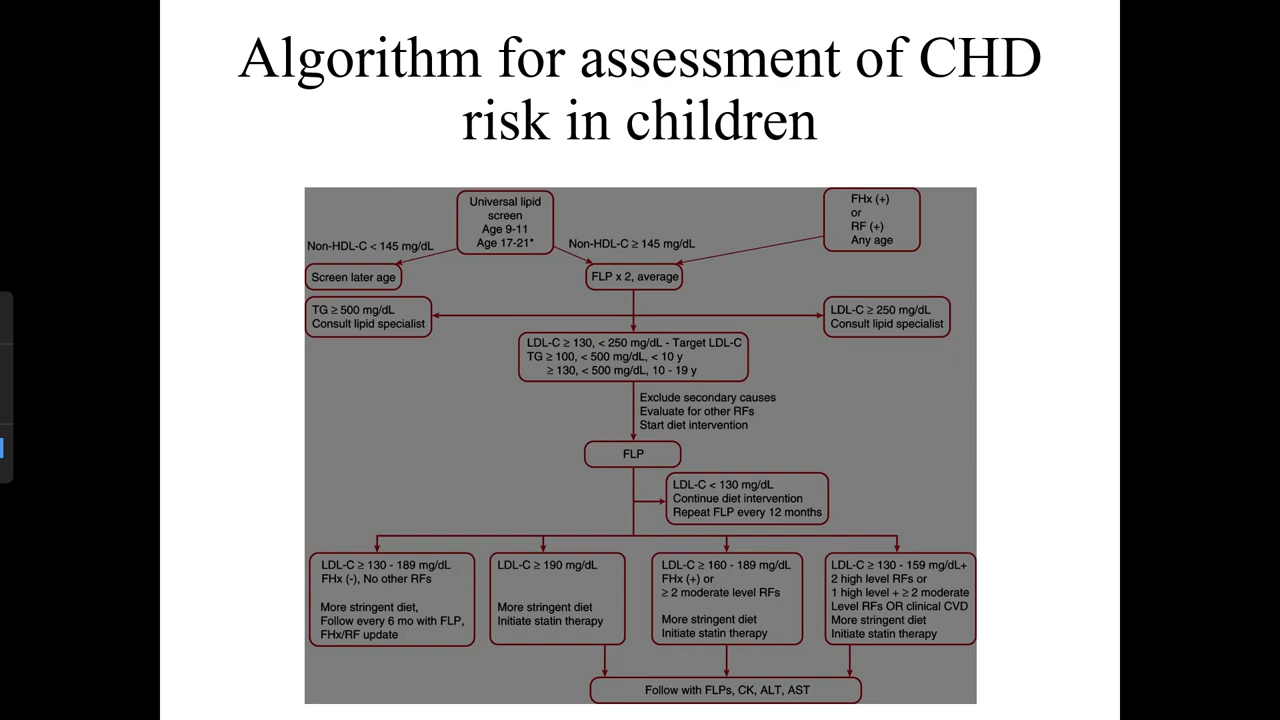 Algorithm for assessment of CHD
risk in children
Universal lipid
screen
Age 9-11
Age 17-21*
FHx (+)
or
RF (+)
Any age
Non-HDL-C < 145 mg/dL
Non-HDL-C ≥ 145 mg/dL
Screen later age
FLP x 2, average
TG ≥ 500 mg/dL
Consult lipid specialist
LDL-C ≥ 250 mg/dL
Consult lipid specialist
LDL-C ≥ 130, < 250 mg/dL - Target LDL-C
TG ≥ 100, < 500 mg/dL, < 10 y
≥ 130, < 500 mg/dL, 10 - 19 y
Exclude secondary causes
Evaluate for other RFs
Start diet intervention
FLP
LDL-C < 130 mg/dL
Continue diet intervention
Repeat FLP every 12 months
LDL-C ≥ 130 - 189 mg/dL
FHx (-), No other RFs
More stringent diet,
Follow every 6 mo with FLP,
FHx/RF update
LDL-C ≥ 190 mg/dL
More stringent diet
Initiate statin therapy
LDL-C ≥ 160 - 189 mg/dL
FHx (+) or
≥ 2 moderate level RFs
More stringent diet
Initiate statin therapy
LDL-C ≥ 130 - 159 mg/dL+
2 high level RFs or
1 high level + ≥ 2 moderate
Level RFs OR clinical CVD
More stringent diet
Initiate statin therapy
Follow with FLPs, CK, ALT, AST